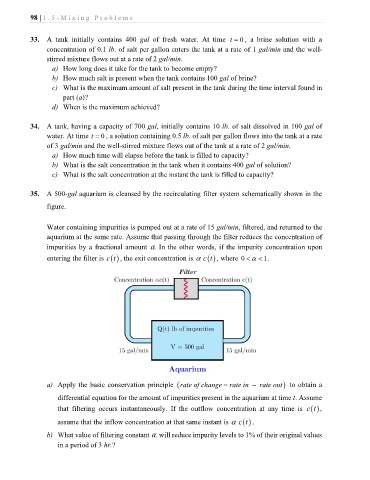 98 | 1.5-Mixing Problems
33. A tank initially contains 400 gal of fresh water. At time t = 0, a brine solution with a
concentration of 0.1 lb. of salt per gallon enters the tank at a rate of 1 gal/min and the well-
stirred mixture flows out at a rate of 2 gal/min.
a) How long does it take for the tank to become empty?
b) How much salt is present when the tank contains 100 gal of brine?
c) What is the maximum amount of salt present in the tank during the time interval found in
part (a)?
d) When is the maximum achieved?
34. A tank, having a capacity of 700 gal, initially contains 10 lb. of salt dissolved in 100 gal of
water. At time t = 0, a solution containing 0.5 lb. of salt per gallon flows into the tank at a rate
of 3 gal/min and the well-stirred mixture flows out of the tank at a rate of 2 gal/min.
a) How much time will elapse before the tank is filled to capacity?
b) What is the salt concentration in the tank when it contains 400 gal of solution?
c) What is the salt concentration at the instant the tank is filled to capacity?
35. A 500-gal aquarium is cleansed by the recirculating filter system schematically shown in the
figure.
Water containing impurities is pumped out at a rate of 15 gal/min, filtered, and returned to the
aquarium at the same rate. Assume that passing through the filter reduces the concentration of
impurities by a fractional amount α. In the other words, if the impurity concentration upon
entering the filter is c(t), the exit concentration is α c(t), where 0 < α < 1.
Filter
Concentration αc(t) Concentration c(t)
Q(t) lb of impurities
V = 500 gal
15 gal/min 15 gal/min
Aquarium
a) Apply the basic conservation principle (rate of change = rate in − rate out) to obtain a
differential equation for the amount of impurities present in the aquarium at time t. Assume
that filtering occurs instantaneously. If the outflow concentration at any time is c(t),
assume that the inflow concentration at that same instant is α c(t).
b) What value of filtering constant α will reduce impurity levels to 1% of their original values
in a period of 3 hr.?